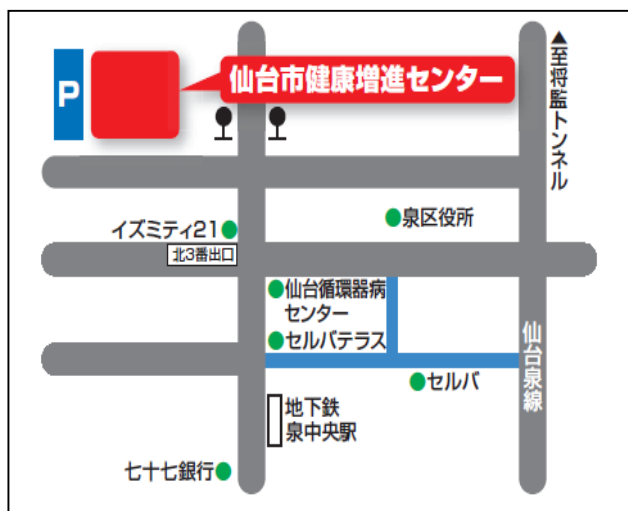 P
仙台市健康増進センター
▲至将監トンネル
イズミティ21
泉区役所
北3番出口
仙台循環器病
センター
セルバテラス
仙台泉線
セルバ
地下鉄
泉中央駅
七十七銀行